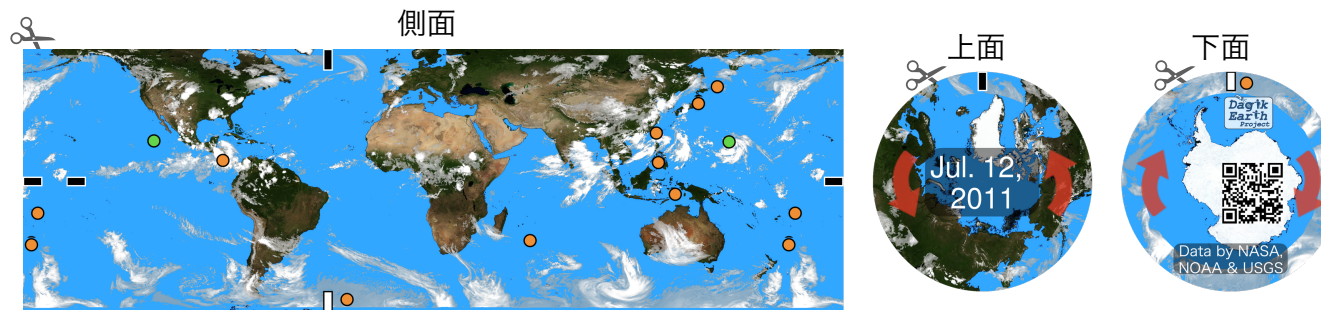 側面
上面
下面
Jul. 12,
2011
Dagik
Earth
Project
Data by NASA,
NOAA & USGS